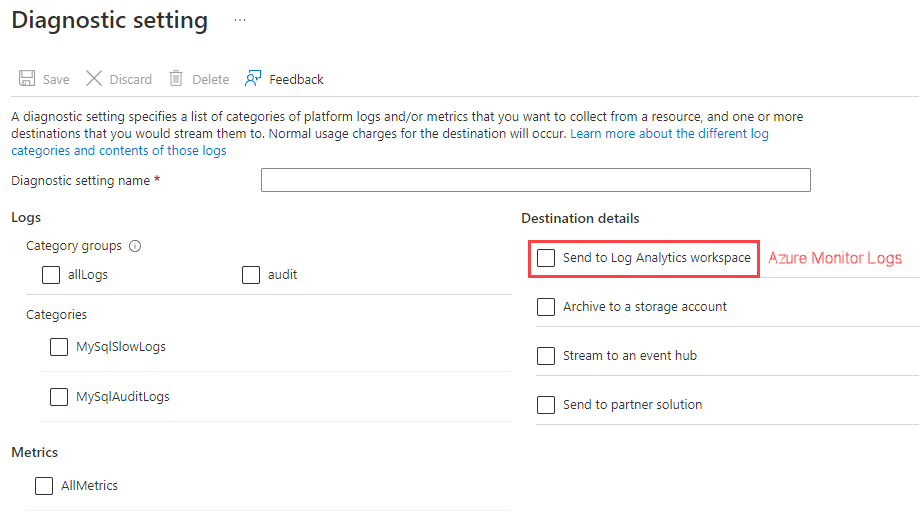 Diagnostic setting ...
Save Discard Delete Feedback
A diagnostic setting specifies a list of categories of platform logs and/or metrics that you want to collect from a resource, and one or more
destinations that you would stream them to. Normal usage charges for the destination will occur. Learn more about the different log
categories and contents of those logs
Diagnostic setting name *
Logs
Category groups
allLogs audit
Categories
MySqlSlowLogs
MySqlAuditLogs
Metrics
AllMetrics
Destination details
Send to Log Analytics workspace Azure Monitor Logs
Archive to a storage account
Stream to an event hub
Send to partner solution